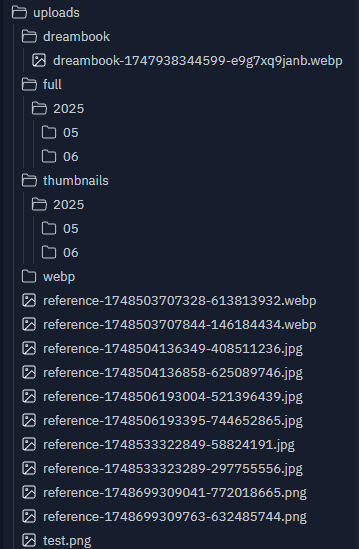 uploads
dreambook
dreambook-1747938344599-e9g7xq9janb.webp
full
2025
05
06
thumbnails
2025
05
06
webp
reference-1748503707328-613813932.webp
reference-1748503707844-146184434.webp
reference-1748504136349-408511236.jpg
reference-1748504136858-625089746.jpg
reference-1748506193004-521396439.jpg
reference-1748506193395-744652865.jpg
reference-1748533322849-58824191.jpg
reference-1748533323289-297755556.jpg
reference-1748699309041-772018665.png
reference-1748699309763-632485744.png
test.png